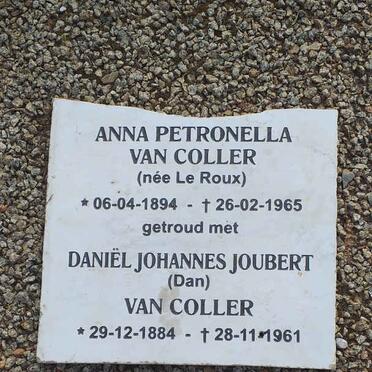 ANNA PETRONELLA
VAN COLLER
(née Le Roux)
* 06-04-1894 - † 26-02-1965
getroud met
DANIËL JOHANNES JOUBERT
(Dan)
VAN COLLER
* 29-12-1884 - † 28-11-1961